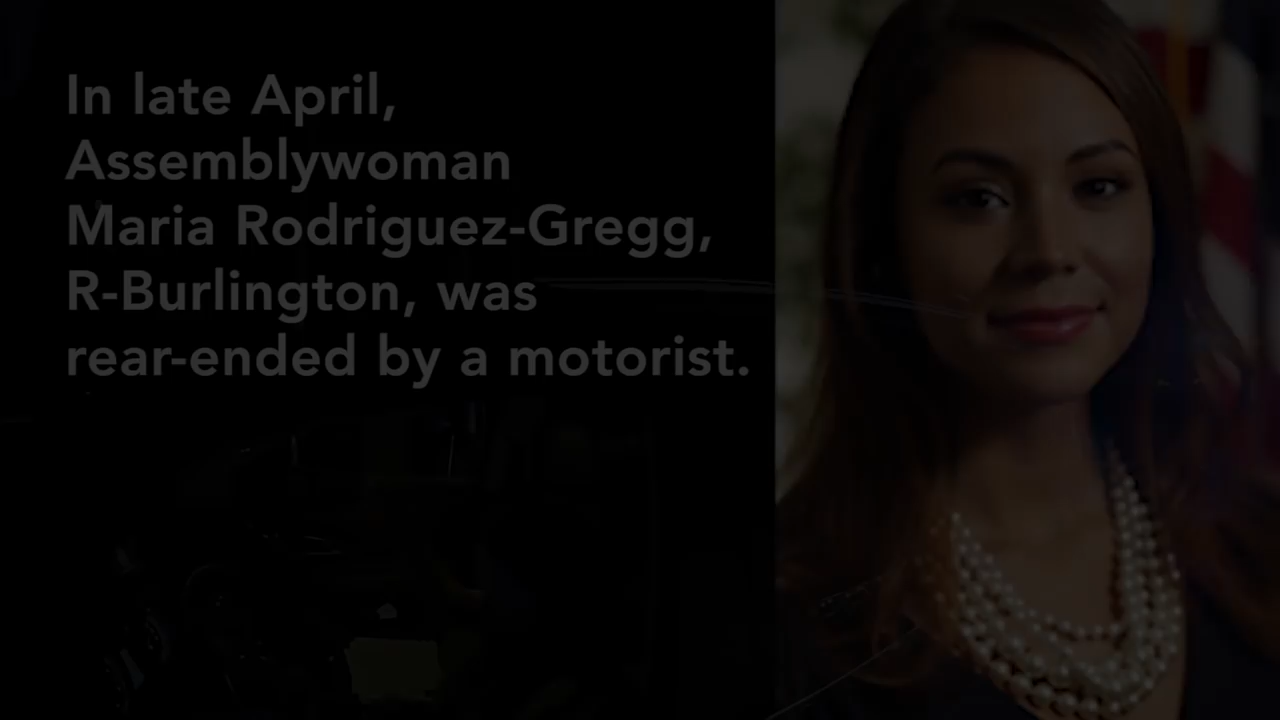 In late April,
Assemblywoman
Maria Rodriguez-Gregg,
R-Burlington, was
rear-ended by a motorist.